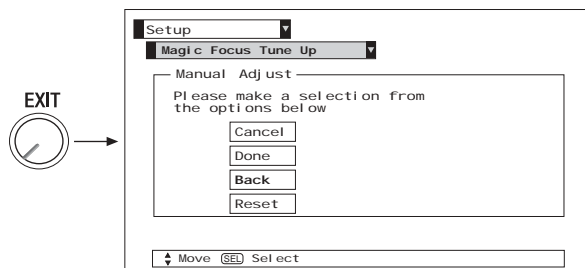 Setup
Magic Focus Tune Up
Manual Adjust
EXIT
Please make a selection from
the options below
Cancel
Done
Back
Reset
Move SEL Select